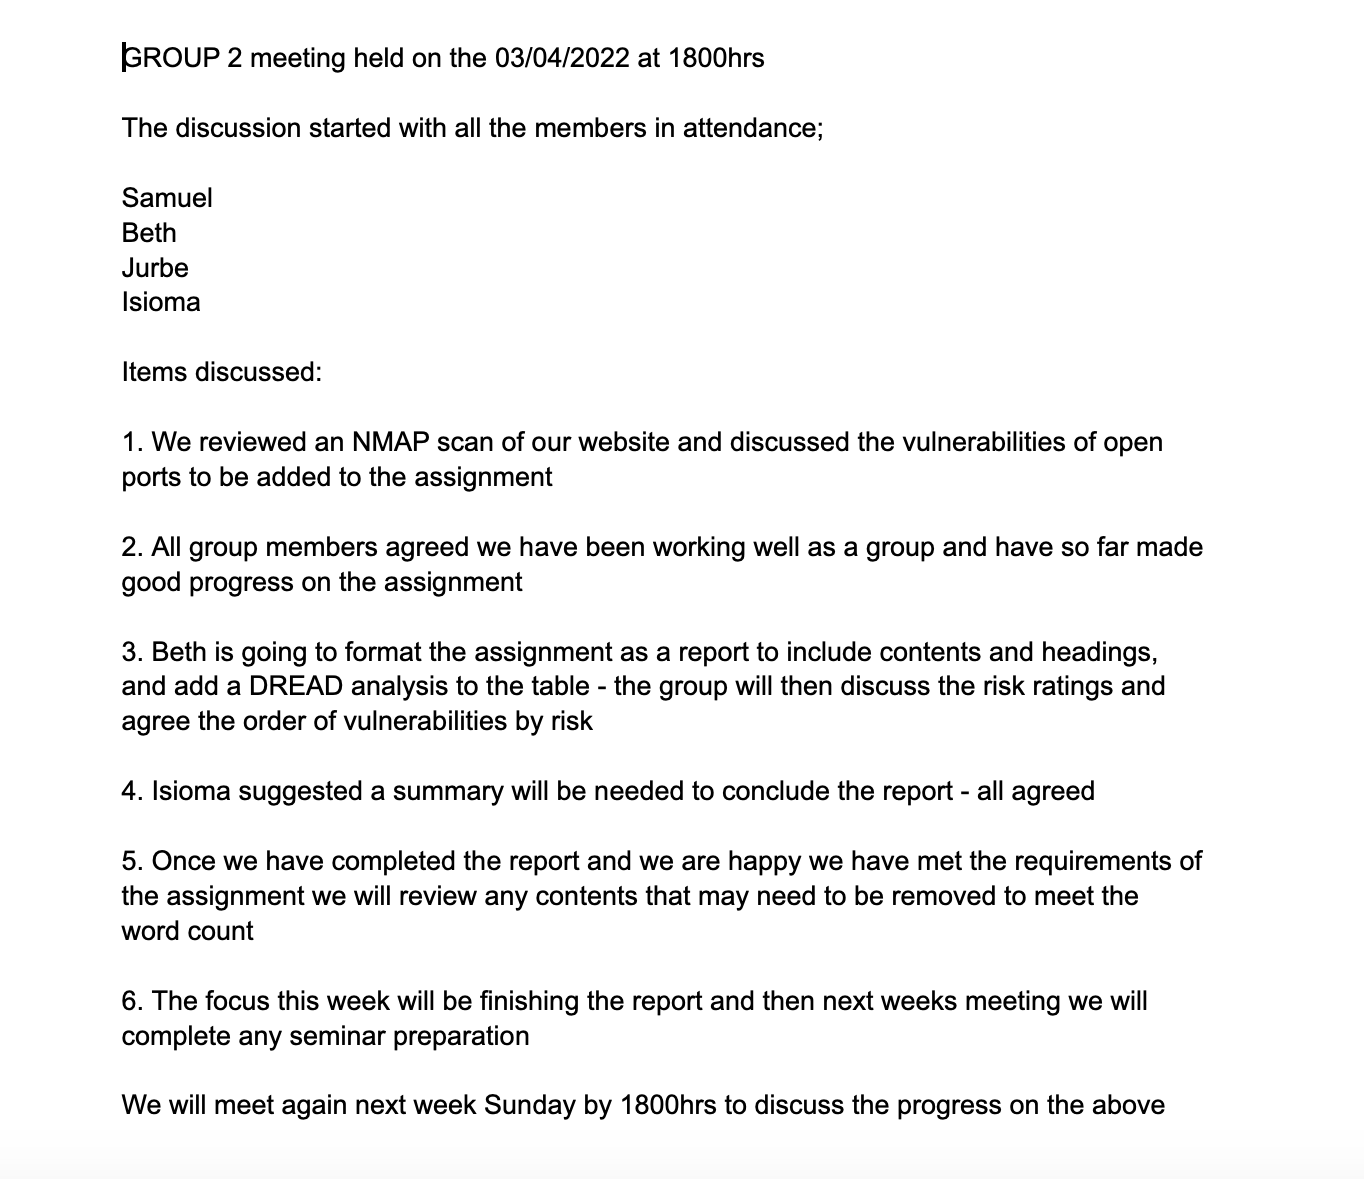 GROUP 2 meeting held on the 03/04/2022 at 1800hrs
The discussion started with all the members in attendance;
Samuel
Beth
Jurbe
Isioma
Items discussed:
1. We reviewed an NMAP scan of our website and discussed the vulnerabilities of open
ports to be added to the assignment
2. All group members agreed we have been working well as a group and have so far made
good progress on the assignment
3. Beth is going to format the assignment as a report to include contents and headings,
and add a DREAD analysis to the table - the group will then discuss the risk ratings and
agree the order of vulnerabilities by risk
4. Isioma suggested a summary will be needed to conclude the report - all agreed
5. Once we have completed the report and we are happy we have met the requirements of
the assignment we will review any contents that may need to be removed to meet the
word count
6. The focus this week will be finishing the report and then next weeks meeting we will
complete any seminar preparation
We will meet again next week Sunday by 1800hrs to discuss the progress on the above